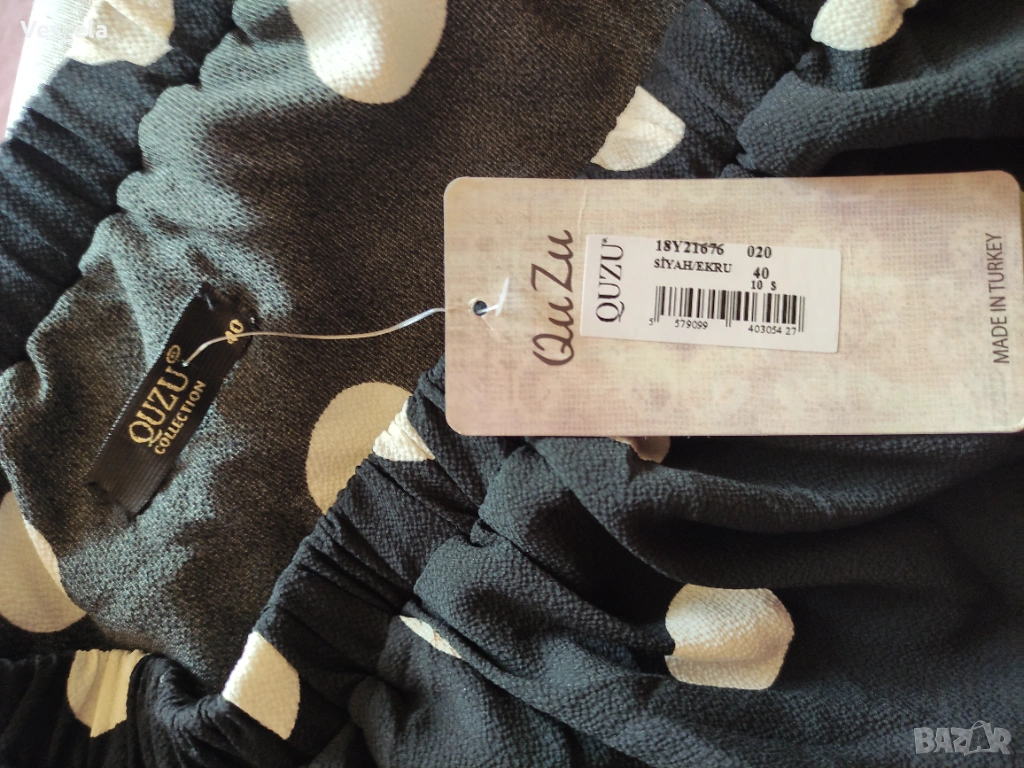 Vesmela
QUZU®
COLLECTION
40
QuZu
QUZU
18Y21676 020
SİYAH/EKRU 40
10 S
5 579099 403054 27
MADE IN TURKEY
BAZAR